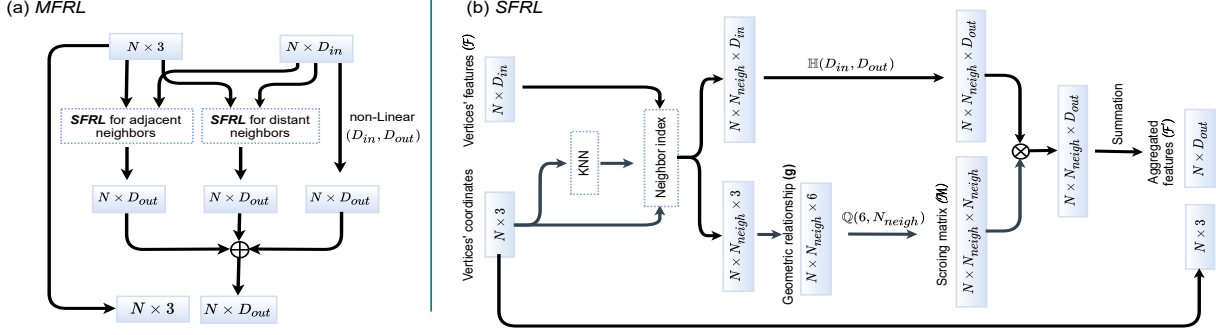 (a) MFRL
N × 3
N × D_in
SFRL for adjacent
neighbors
SFRL for distant
neighbors
non-Linear
(D_in, D_out)
N × D_out
N × D_out
N × D_out
N × 3
N × D_out
(b) SFRL
Vertices' features (ℱ)
N × D_in
Vertices' coordinates
N × 3
KNN
Neighbor index
N × N_neigh × D_in
N × N_neigh × 3
Geometric relationship (g)
N × N_neigh × 6
ℍ(D_in, D_out)
ℚ(6, N_neigh)
N × N_neigh × D_out
Scroing matrix (ℳ)
N × N_neigh × N_neigh
N × N_neigh × D_out
Summation
Aggregated
features (ℱ')
N × D_out
N × 3